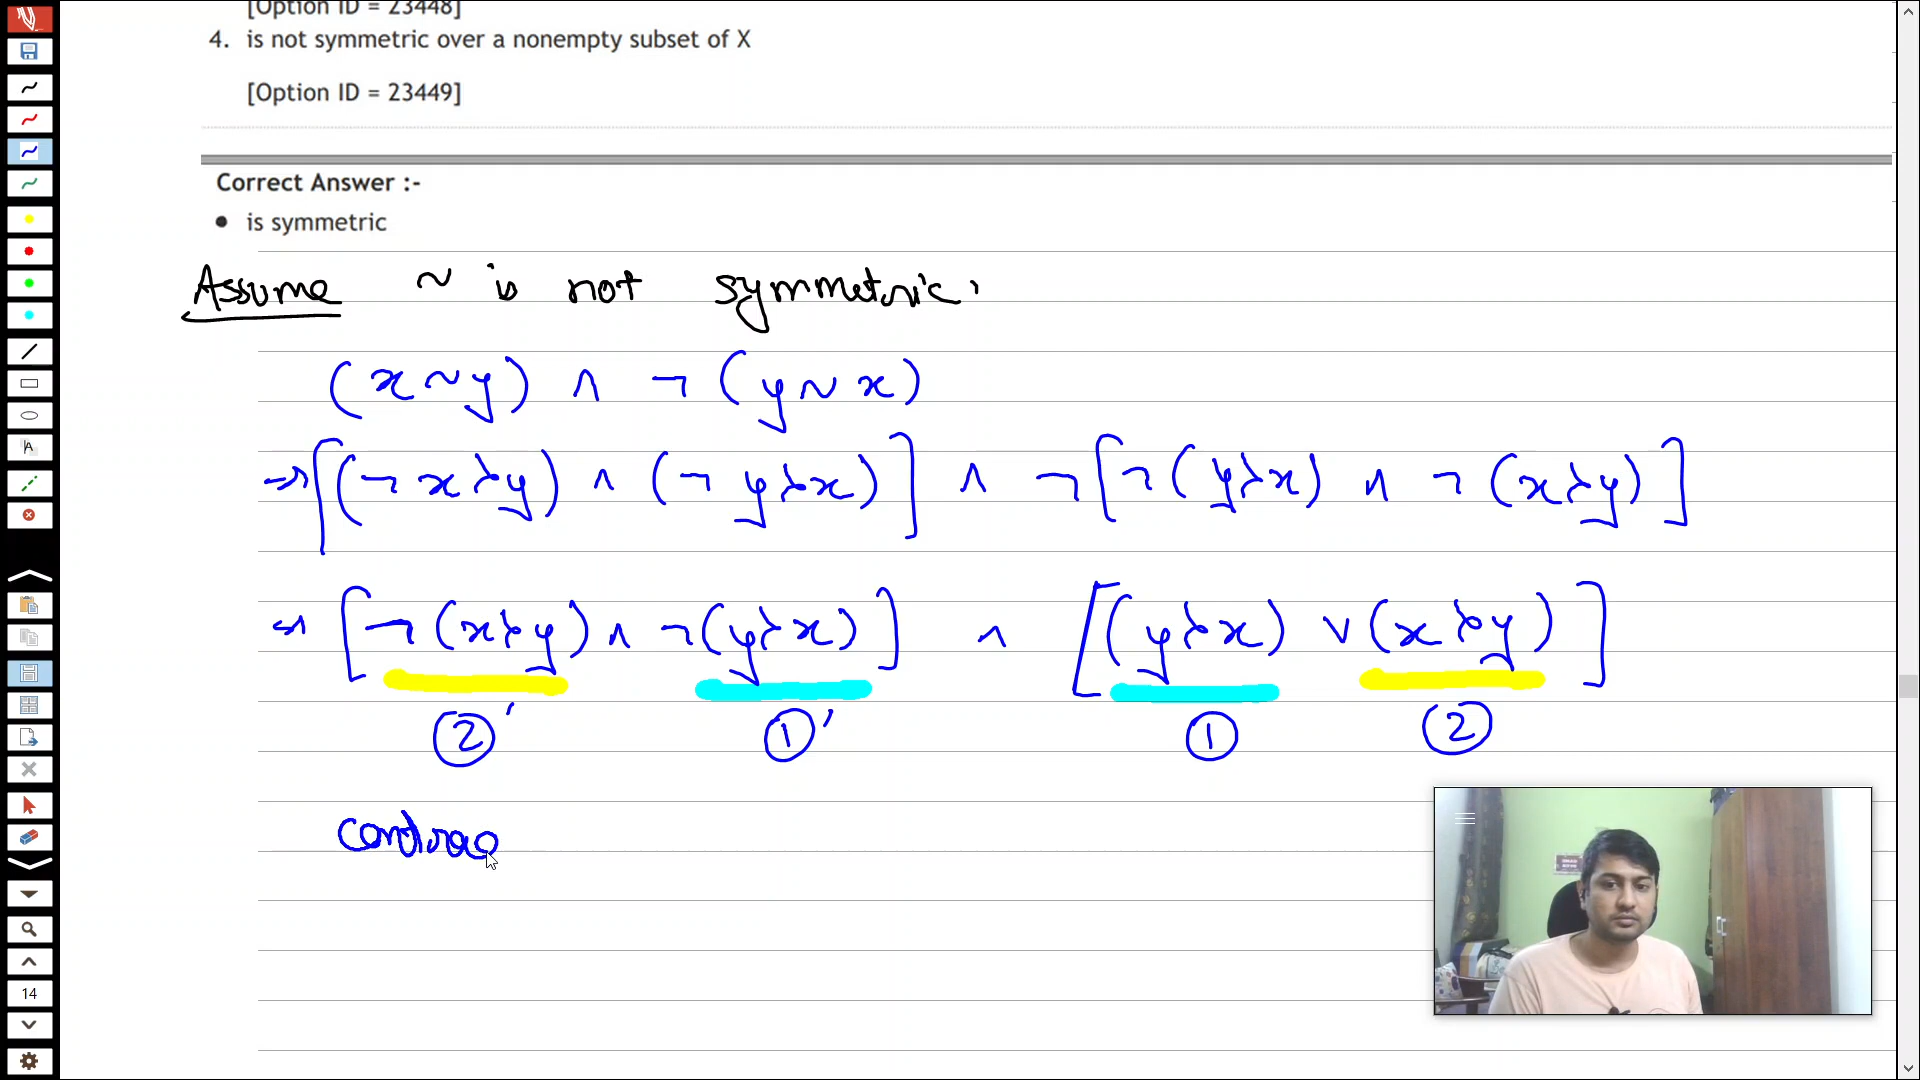 [Option ID = 23448]
4. is not symmetric over a nonempty subset of X
[Option ID = 23449]
Correct Answer :-
• is symmetric
Assume ~ is not symmetric.
(x ~ y) ∧ ¬ (y ~ x)
⇒ [(¬ x ≻ y) ∧ (¬ y ≻ x)] ∧ ¬ [¬ (y ≻ x) ∧ ¬ (x ≻ y)]
⇒ [¬ (x ≻ y) ∧ ¬ (y ≻ x)] ∧ [(y ≻ x) ∨ (x ≻ y)]
②' ①' ① ②
contrac
14